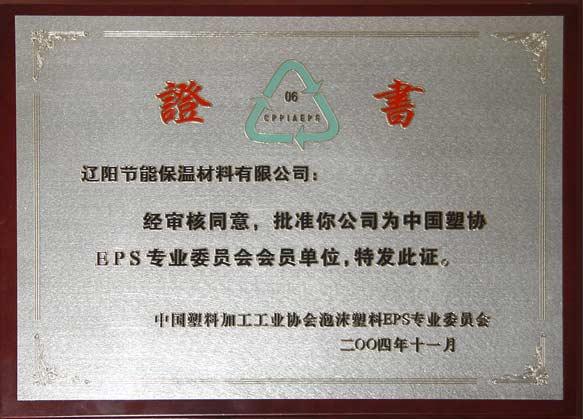 證 書
06
CPPIAEPS
辽阳节能保温材料有限公司：
经审核同意，批准你公司为中国塑协
EPS专业委员会会员单位，特发此证。
中国塑料加工工业协会泡沫塑料EPS专业委员会
二〇〇四年十一月